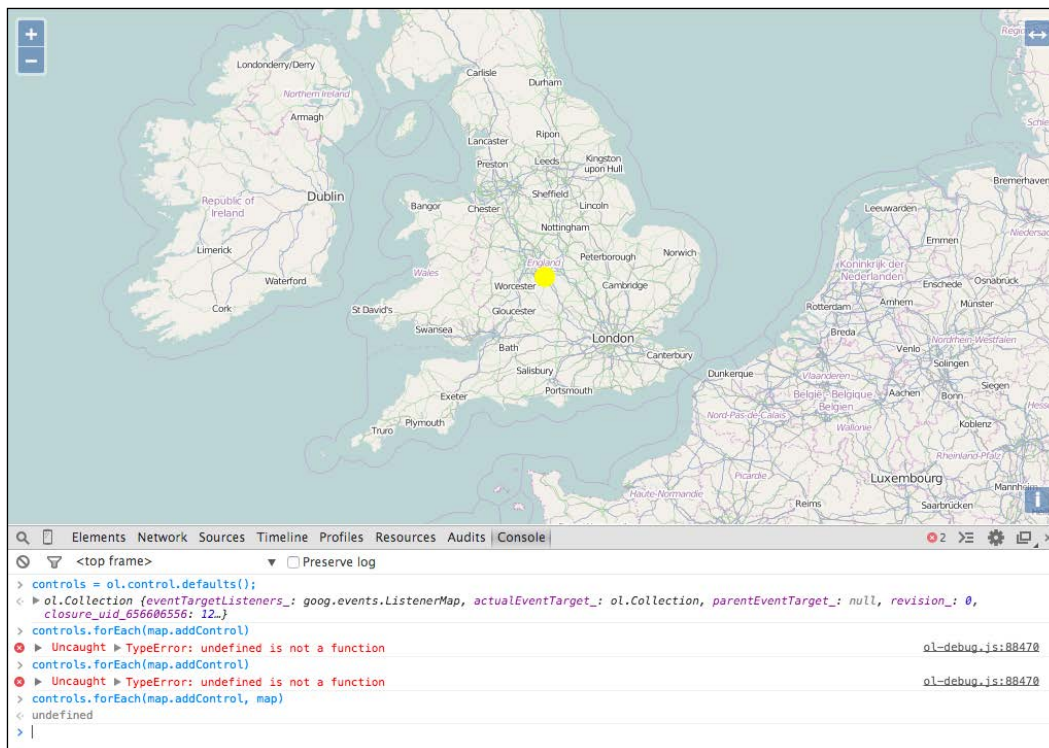 +
−
↔
Regio
Londonderry/Derry
Carlisle
Durham
Northern Ireland
Armagh
Ripon
Lancaster
Preston
Leeds
Kingston
upon Hull
Bremerhaven
Republic of
Ireland
Dublin
Bangor
Chester
Sheffield
Lincoln
Leeuwarden
Nottingham
Emmen
Niedersac
Limerick
Wales
England
Peterborough
Norwich
Koninkrijk der
Nederlanden
Osnabrück
Enschede
Waterford
Worcester
Cambridge
Cork
St David's
Gloucester
Rotterdam
Arnhem
Münster
Swansea
London
Breda
Nordrhein-Westfalen
Bath
Canterbury
Venlo
Solingen
Salisbury
Dunkerque
Vlaanderen
Portsmouth
België - Belgique
Belgien
Aachen
Siegen
Bonn
Exeter
Nord-Pas-de-Calais
Wallonie
Koblenz
Truro
Plymouth
Rheinland-Pfalz
Picardie
Luxembourg
Haute-Normandie
Mannheim
Reims
Saarbrücken
i
Elements Network Sources Timeline Profiles Resources Audits Console 2
<top frame> ▼ Preserve log
> controls = ol.control.defaults();
ol.Collection {eventTargetListeners_: goog.events.ListenerMap, actualEventTarget_: ol.Collection, parentEventTarget_: null, revision_: 0,
closure_uid_656606556: 12…}
> controls.forEach(map.addControl)
Uncaught TypeError: undefined is not a function ol-debug.js:88470
> controls.forEach(map.addControl)
Uncaught TypeError: undefined is not a function ol-debug.js:88470
> controls.forEach(map.addControl, map)
undefined
>